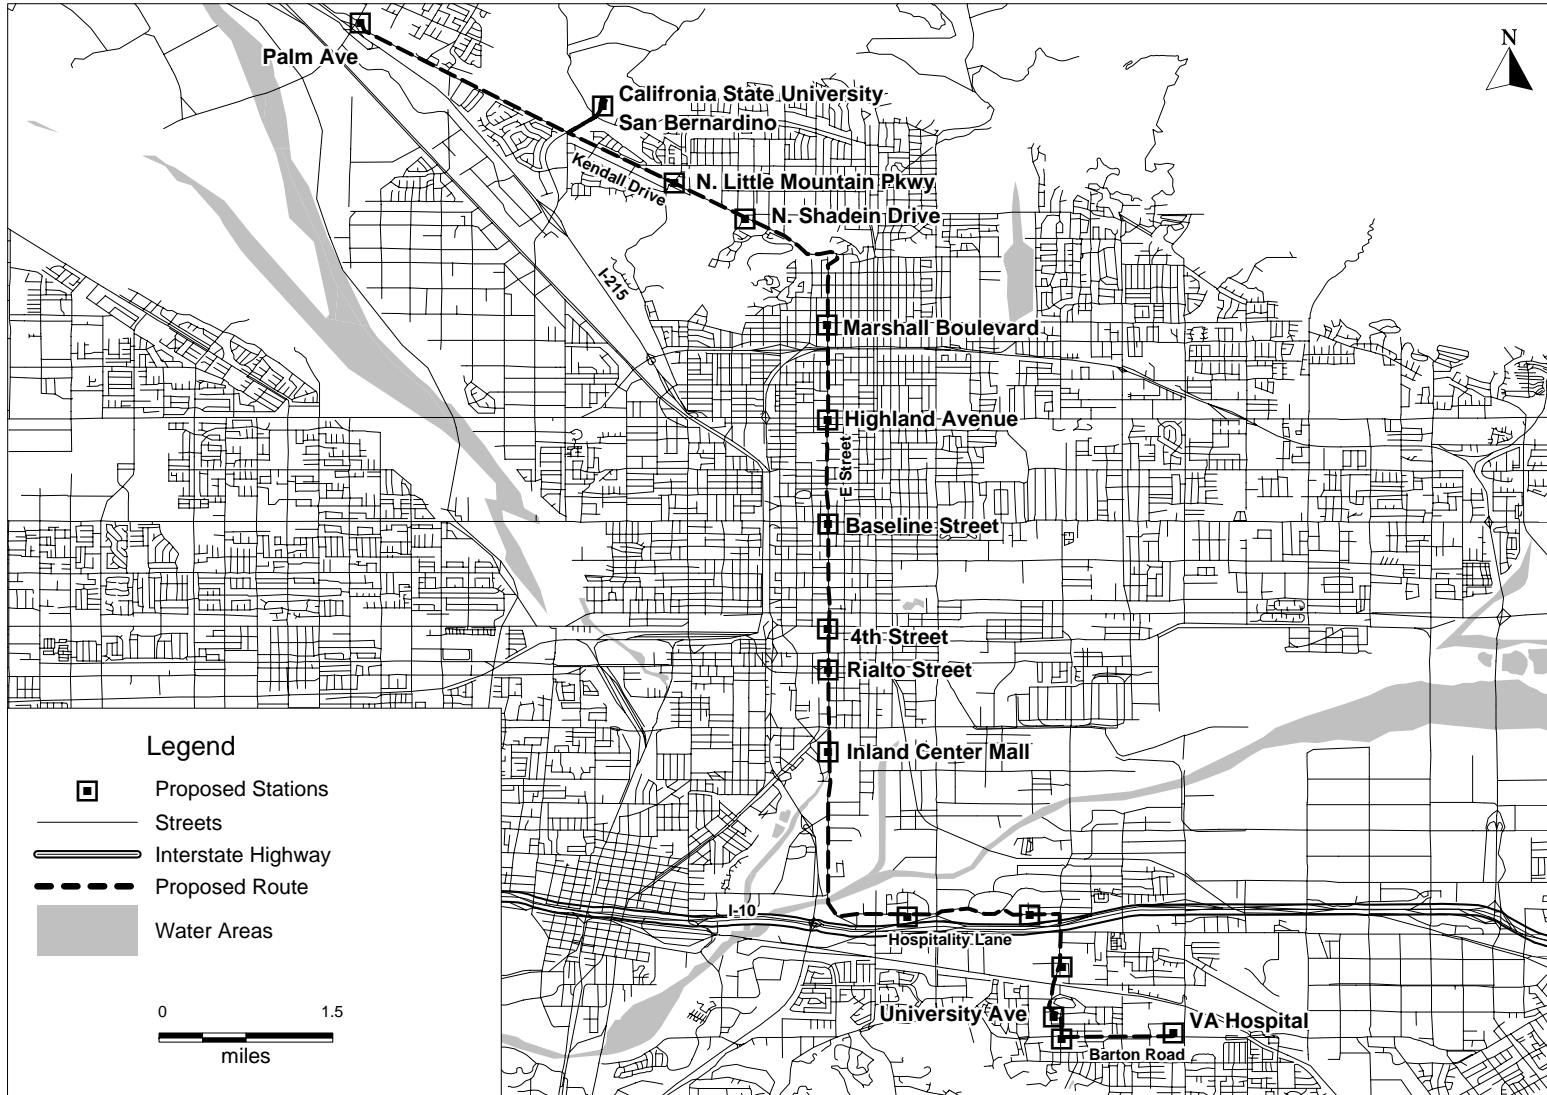 N
Palm Ave
Califronia State University
San Bernardino
Kendall Drive
N. Little Mountain Pkwy
N. Shadein Drive
I-215
Marshall Boulevard
Highland Avenue
E Street
Baseline Street
4th Street
Rialto Street
Inland Center Mall
I-10
Hospitality Lane
University Ave
VA Hospital
Barton Road
Legend
Proposed Stations
Streets
Interstate Highway
Proposed Route
Water Areas
0 1.5
miles